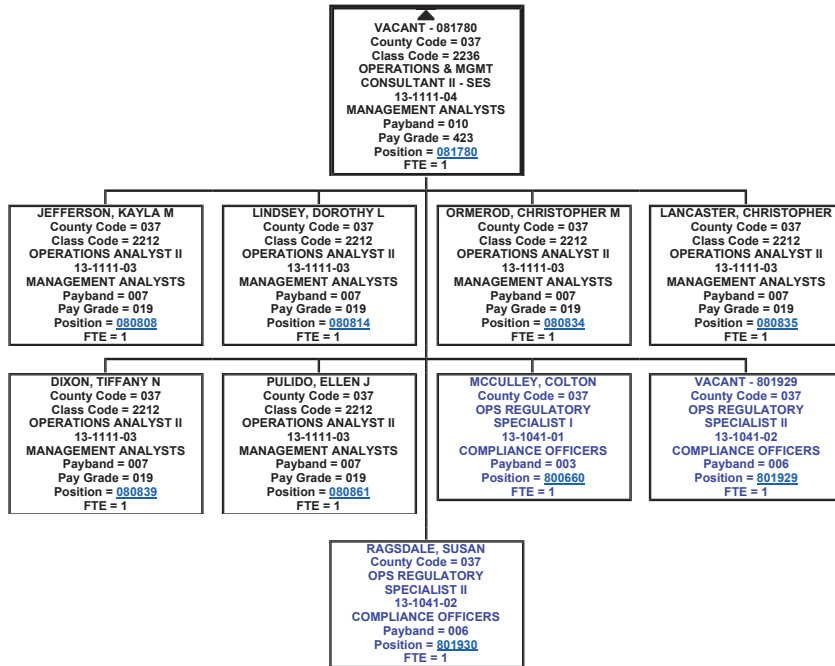 VACANT - 081780
County Code = 037
Class Code = 2236
OPERATIONS & MGMT
CONSULTANT II - SES
13-1111-04
MANAGEMENT ANALYSTS
Payband = 010
Pay Grade = 423
Position = 081780
FTE = 1
JEFFERSON, KAYLA M
County Code = 037
Class Code = 2212
OPERATIONS ANALYST II
13-1111-03
MANAGEMENT ANALYSTS
Payband = 007
Pay Grade = 019
Position = 080808
FTE = 1
LINDSEY, DOROTHY L
County Code = 037
Class Code = 2212
OPERATIONS ANALYST II
13-1111-03
MANAGEMENT ANALYSTS
Payband = 007
Pay Grade = 019
Position = 080814
FTE = 1
ORMEROD, CHRISTOPHER M
County Code = 037
Class Code = 2212
OPERATIONS ANALYST II
13-1111-03
MANAGEMENT ANALYSTS
Payband = 007
Pay Grade = 019
Position = 080834
FTE = 1
LANCASTER, CHRISTOPHER
County Code = 037
Class Code = 2212
OPERATIONS ANALYST II
13-1111-03
MANAGEMENT ANALYSTS
Payband = 007
Pay Grade = 019
Position = 080835
FTE = 1
DIXON, TIFFANY N
County Code = 037
Class Code = 2212
OPERATIONS ANALYST II
13-1111-03
MANAGEMENT ANALYSTS
Payband = 007
Pay Grade = 019
Position = 080839
FTE = 1
PULIDO, ELLEN J
County Code = 037
Class Code = 2212
OPERATIONS ANALYST II
13-1111-03
MANAGEMENT ANALYSTS
Payband = 007
Pay Grade = 019
Position = 080861
FTE = 1
MCCULLEY, COLTON
County Code = 037
OPS REGULATORY
SPECIALIST I
13-1041-01
COMPLIANCE OFFICERS
Payband = 003
Position = 800660
FTE = 1
VACANT - 801929
County Code = 037
OPS REGULATORY
SPECIALIST II
13-1041-02
COMPLIANCE OFFICERS
Payband = 006
Position = 801929
FTE = 1
RAGSDALE, SUSAN
County Code = 037
OPS REGULATORY
SPECIALIST II
13-1041-02
COMPLIANCE OFFICERS
Payband = 006
Position = 801930
FTE = 1